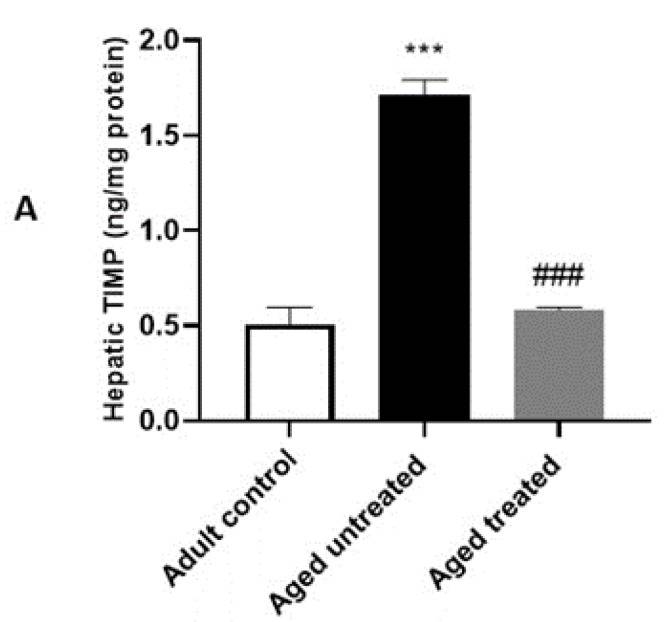 A
Hepatic TIMP (ng/mg protein)
2.0
1.5
1.0
0.5
0.0
***
###
Adult control
Aged untreated
Aged treated